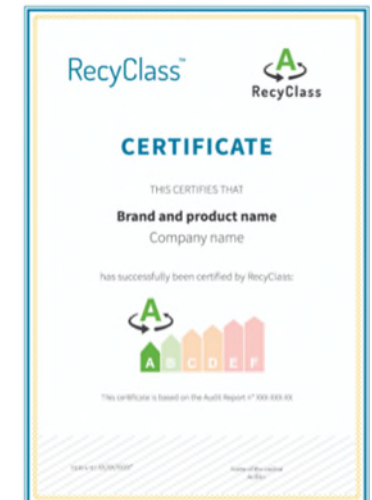 RecyClass™
A
RecyClass
CERTIFICATE
THIS CERTIFIES THAT
Brand and product name
Company name
has successfully been certified by RecyClass:
A
A B C D E F
This certificate is based on the Audit Report n° XXX-XXX-XX